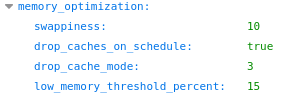 memory_optimization:
swappiness: 10
drop_caches_on_schedule: true
drop_cache_mode: 3
low_memory_threshold_percent: 15